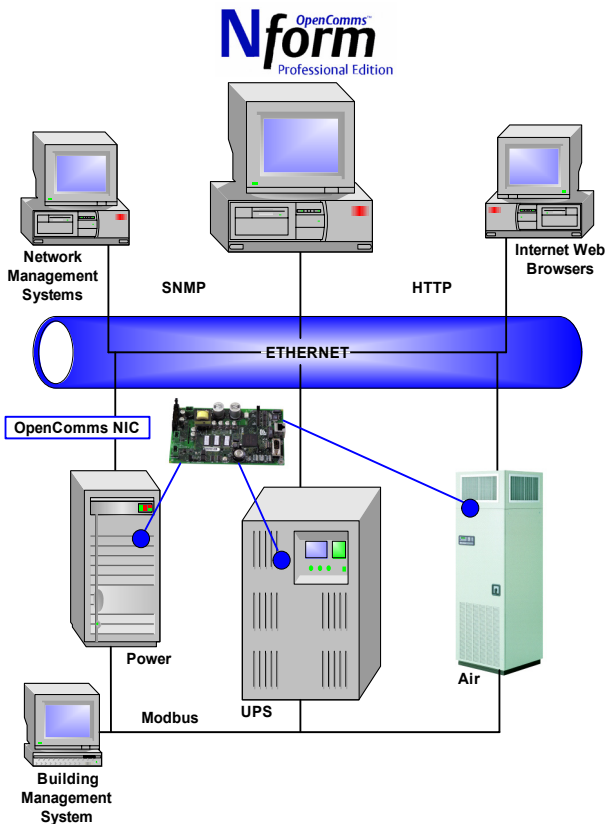 OpenComms™
Nform
Professional Edition
Network
Management
Systems
SNMP
HTTP
Internet Web
Browsers
ETHERNET
OpenComms NIC
Power
UPS
Air
Modbus
Building
Management
System